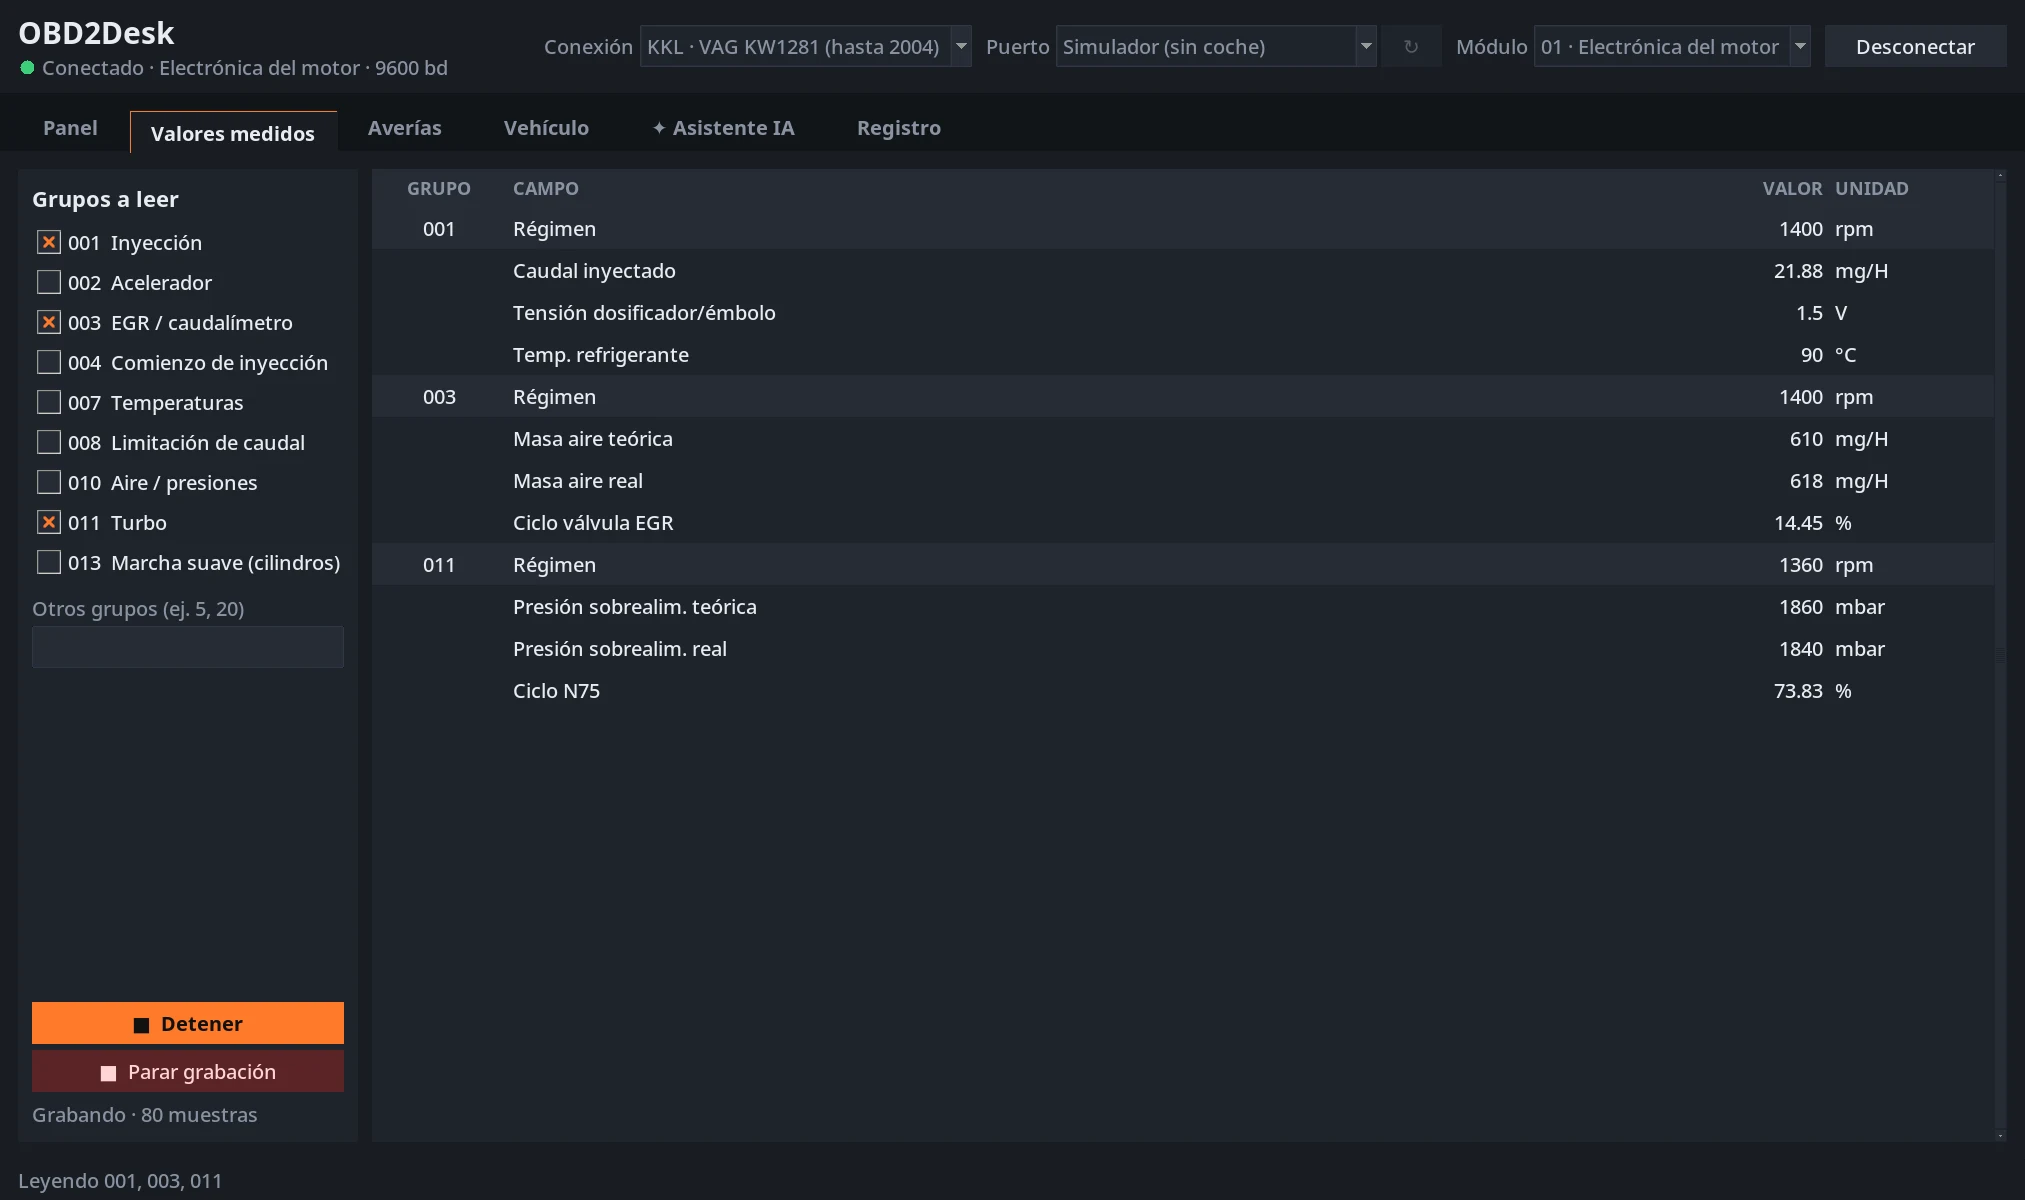 OBD2Desk
Conectado · Electrónica del motor · 9600 bd
Conexión KKL · VAG KW1281 (hasta 2004) Puerto Simulador (sin coche) ↻ Módulo 01 · Electrónica del motor Desconectar
Panel Valores medidos Averías Vehículo ✦ Asistente IA Registro
Grupos a leer
001 Inyección
002 Acelerador
003 EGR / caudalímetro
004 Comienzo de inyección
007 Temperaturas
008 Limitación de caudal
010 Aire / presiones
011 Turbo
013 Marcha suave (cilindros)
Otros grupos (ej. 5, 20)
Detener
Parar grabación
Grabando · 80 muestras
GRUPO CAMPO VALOR UNIDAD
001 Régimen 1400 rpm
Caudal inyectado 21.88 mg/H
Tensión dosificador/émbolo 1.5 V
Temp. refrigerante 90 °C
003 Régimen 1400 rpm
Masa aire teórica 610 mg/H
Masa aire real 618 mg/H
Ciclo válvula EGR 14.45 %
011 Régimen 1360 rpm
Presión sobrealim. teórica 1860 mbar
Presión sobrealim. real 1840 mbar
Ciclo N75 73.83 %
Leyendo 001, 003, 011